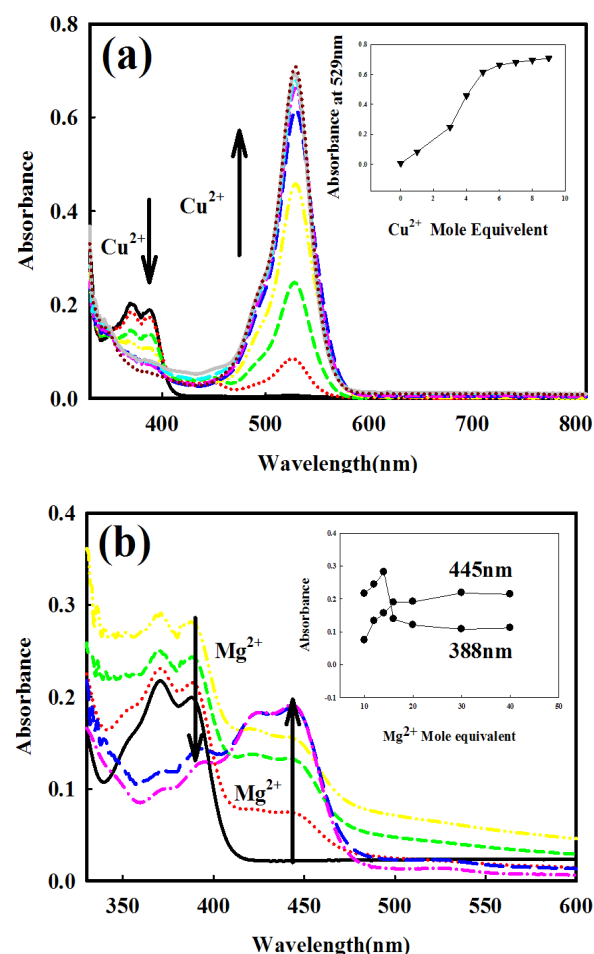 (a)
0.8
0.6
0.4
0.2
0.0
Absorbance
Cu2+
Cu2+
400 500 600 700 800
Wavelength(nm)
Absorbance at 529nm
0.8
0.6
0.4
0.2
0.0
0 2 4 6 8 10
Cu2+ Mole Equivelent
(b)
0.4
0.3
0.2
0.1
0.0
Absorbance
Mg2+
Mg2+
350 400 450 500 550 600
Wavelength(nm)
Absorbance
0.4
0.3
0.2
0.1
0.0
-0.1
445nm
388nm
10 20 30 40 50
Mg2+ Mole equivalent